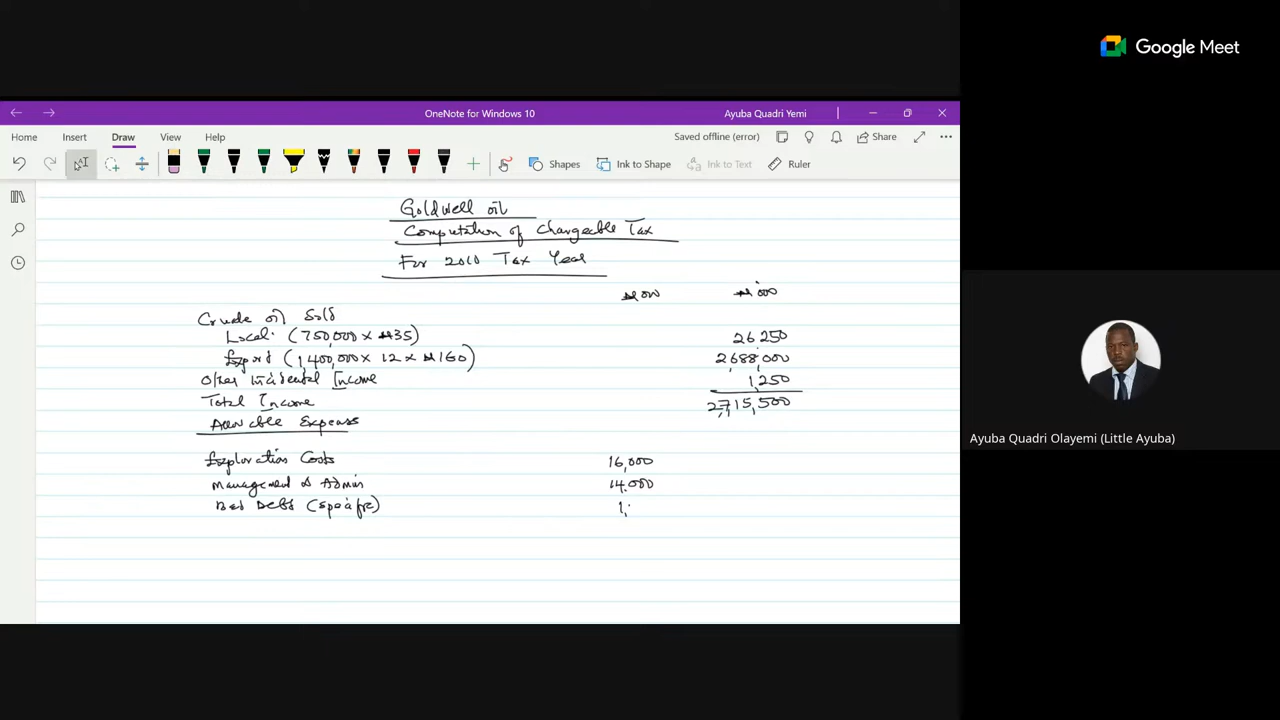 Google Meet
OneNote for Windows 10
Ayuba Quadri Yemi
Home Insert Draw View Help
Saved offline (error)
Share
Shapes
Ink to Shape
Ink to Text
Ruler
Goldwell oil
Computation of Chargeable Tax
For 2010 Tax Year
₦'000 ₦'000
Crude oil Sold
Local: (750,000 × ₦35) 26 250
Export (1,400,000 × 12 × ₦160) 2,688,000
Other incidental Income 1,250
Total Income 2,715,500
Allowable Expenses
Exploration Costs 16,000
Management & Admin 14,000
Bad Debts (Specific) 1,
Ayuba Quadri Olayemi (Little Ayuba)